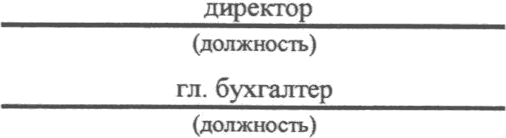 директор
(должность)
гл. бухгалтер
(должность)